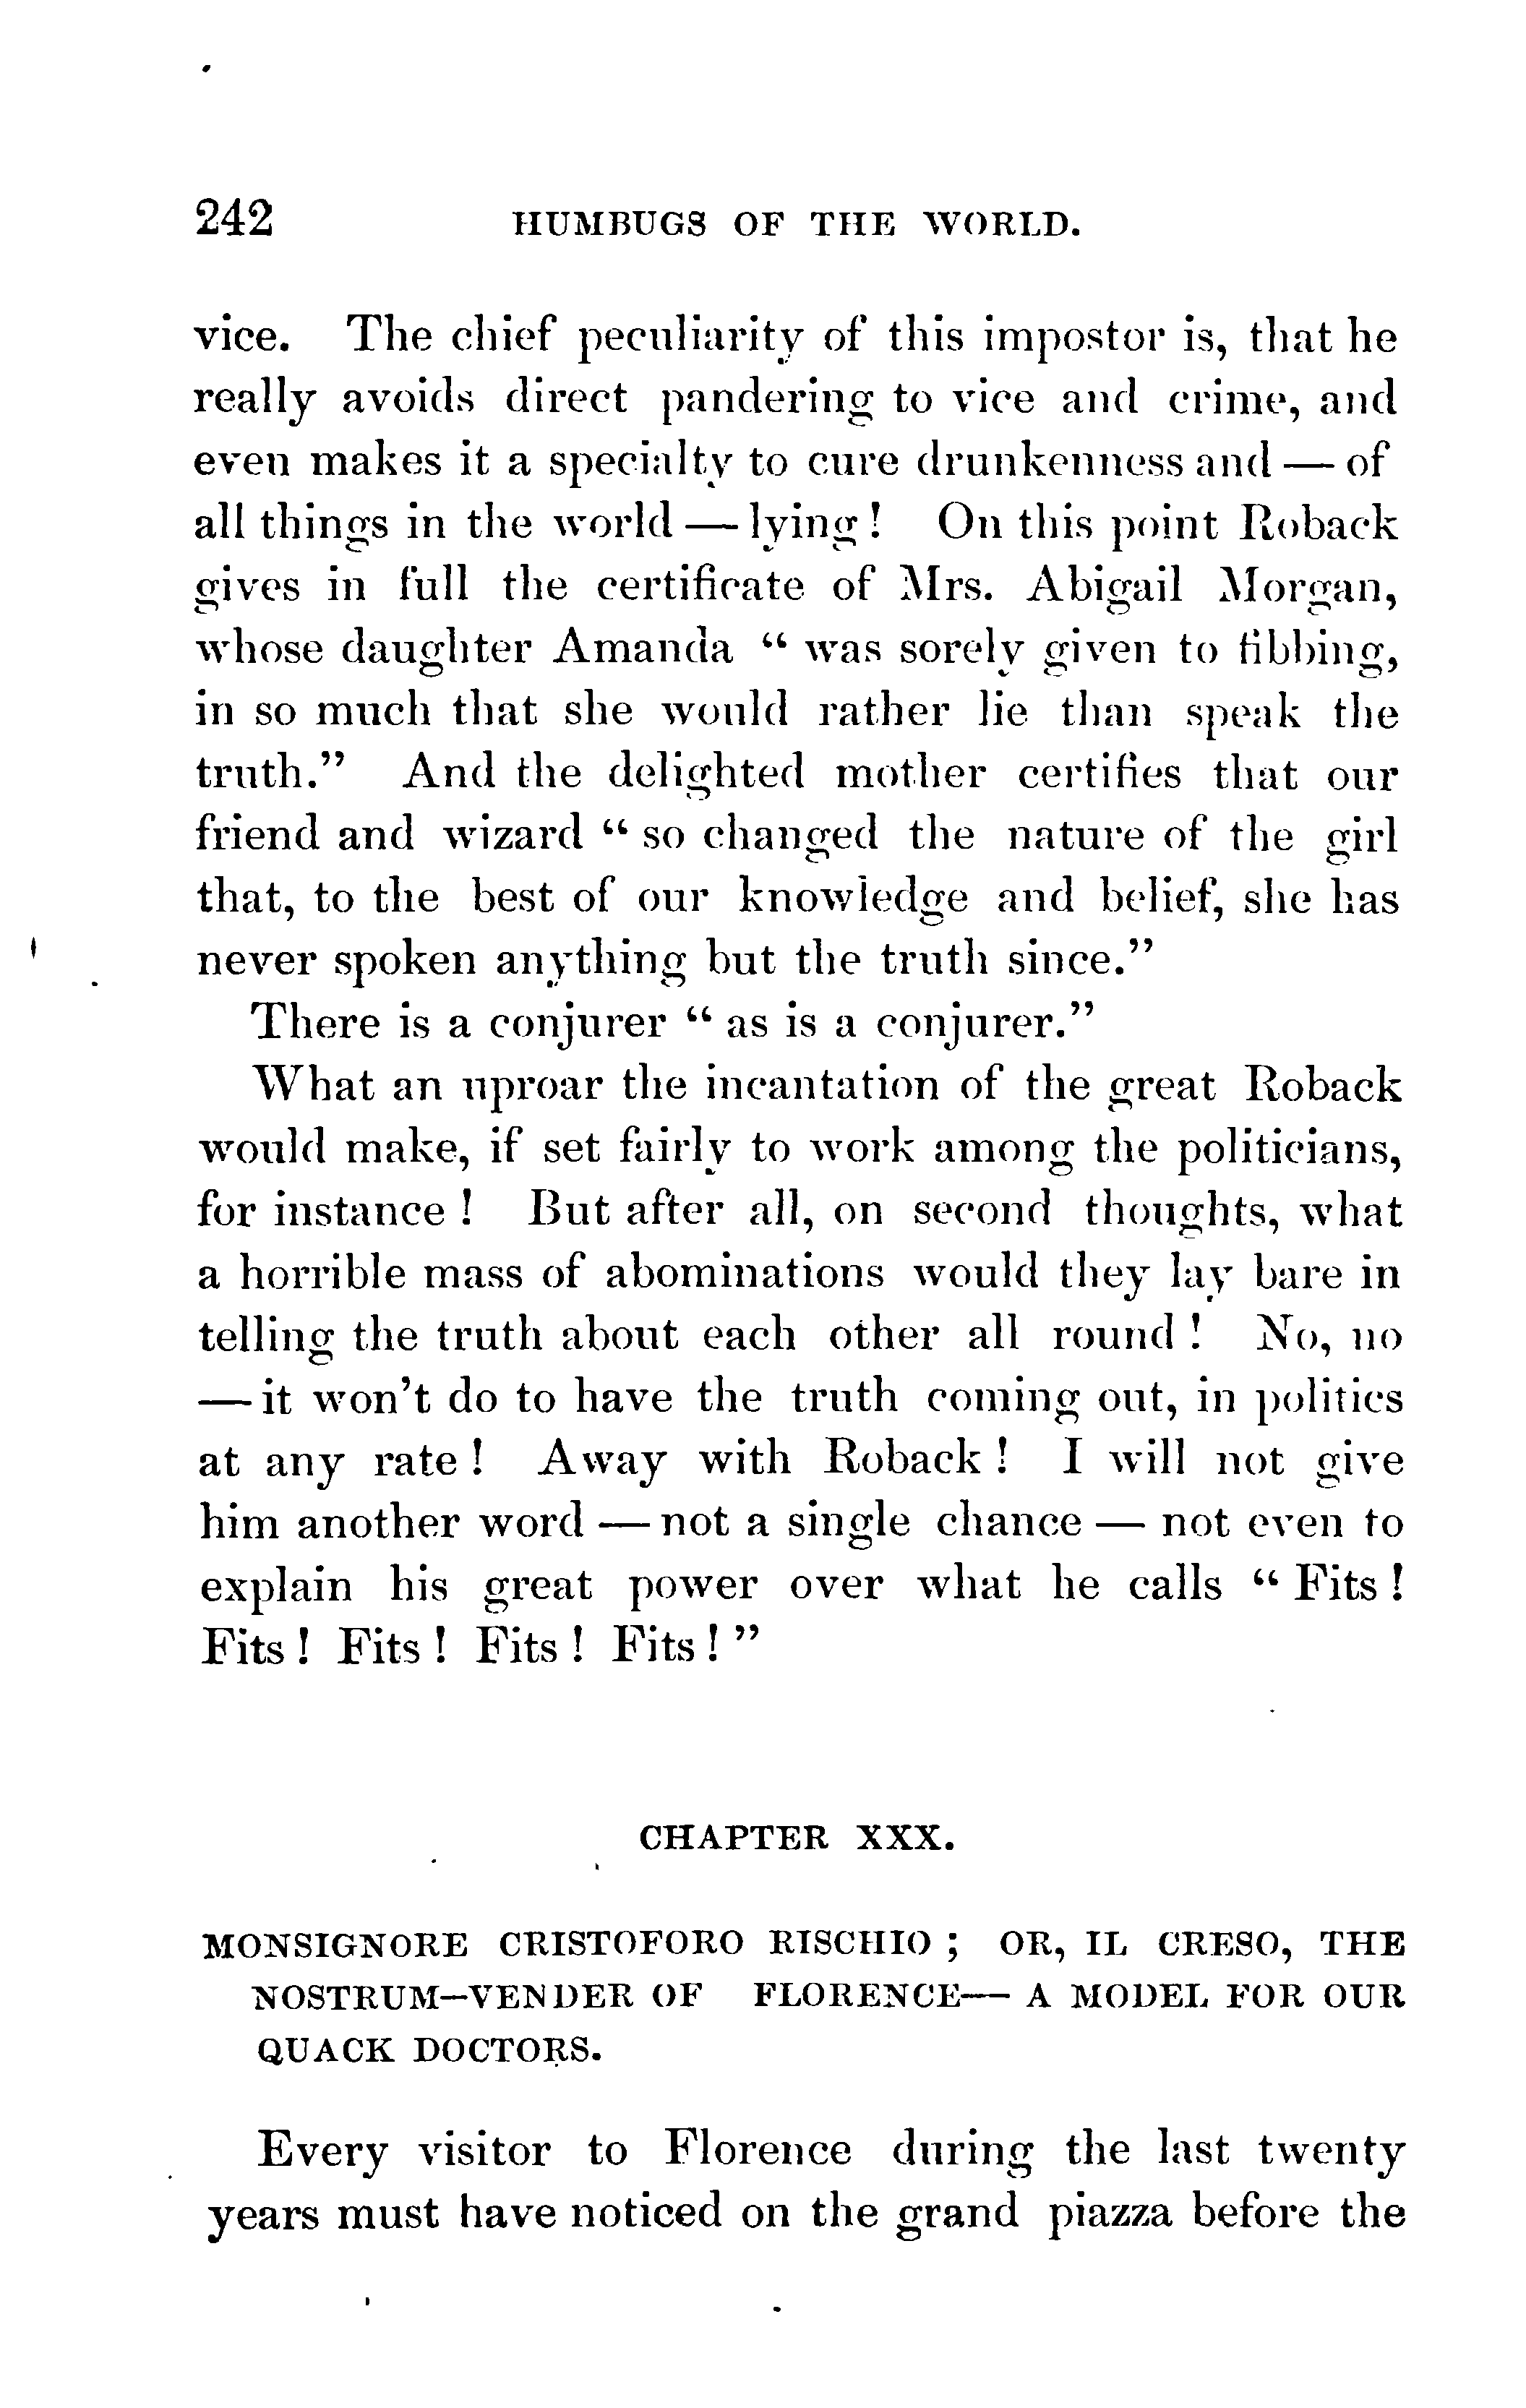 242 HUMBUGS OF THE WORLD.
vice. The chief peculiarity of this impostor is, that he
really avoids direct pandering to vice and crime, and
even makes it a specialty to cure drunkenness and — of
all things in the world — lying! On this point Roback
gives in full the certificate of Mrs. Abigail Morgan,
whose daughter Amanda “ was sorely given to fibbing,
in so much that she would rather lie than speak the
truth.” And the delighted mother certifies that our
friend and wizard “ so changed the nature of the girl
that, to the best of our knowledge and belief, she has
never spoken anything but the truth since.”
There is a conjurer “ as is a conjurer.”
What an uproar the incantation of the great Roback
would make, if set fairly to work among the politicians,
for instance ! But after all, on second thoughts, what
a horrible mass of abominations would they lay bare in
telling the truth about each other all round ! No, no
— it won’t do to have the truth coming out, in politics
at any rate ! Away with Roback ! I will not give
him another word — not a single chance — not even to
explain his great power over what he calls “ Fits !
Fits ! Fits ! Fits ! Fits ! ”
CHAPTER XXX.
MONSIGNORE CRISTOFORO RISCHIO ; OR, IL CRESO, THE
NOSTRUM–VENDER OF FLORENCE— A MODEL FOR OUR
QUACK DOCTORS.
Every visitor to Florence during the last twenty
years must have noticed on the grand piazza before the